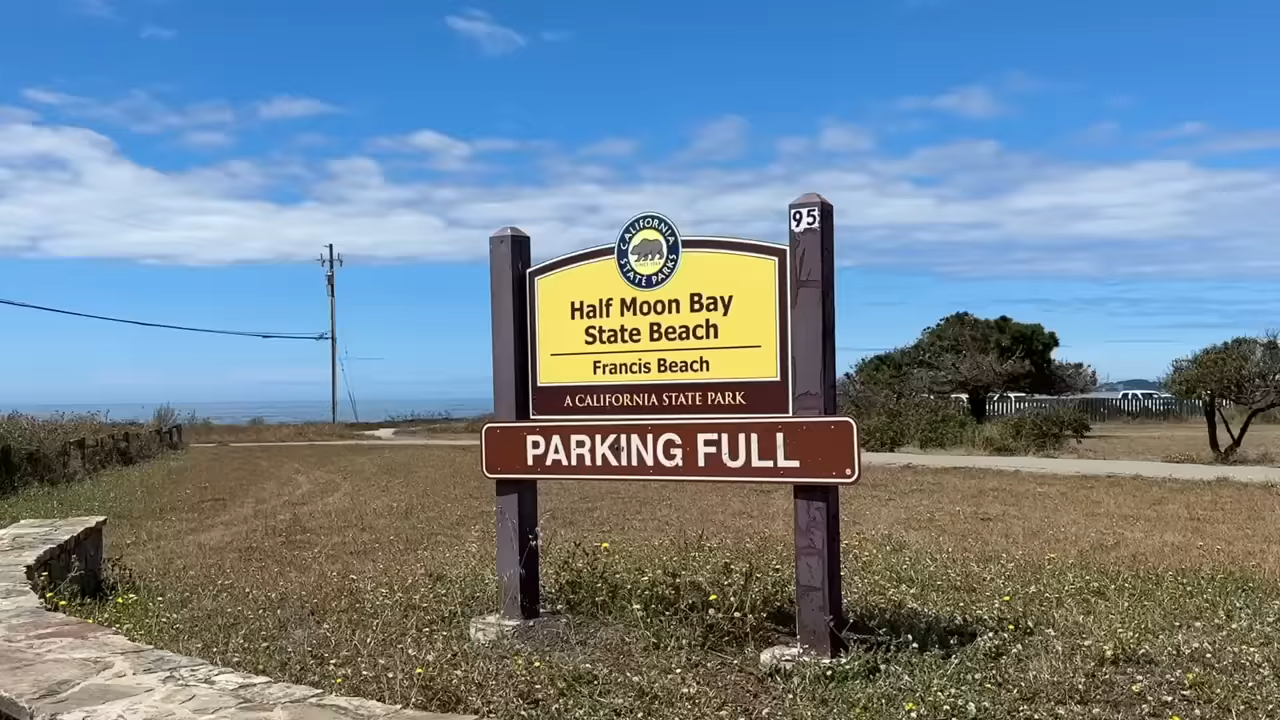 95
CALIFORNIA
STATE PARKS
Half Moon Bay
State Beach
Francis Beach
A CALIFORNIA STATE PARK
PARKING FULL